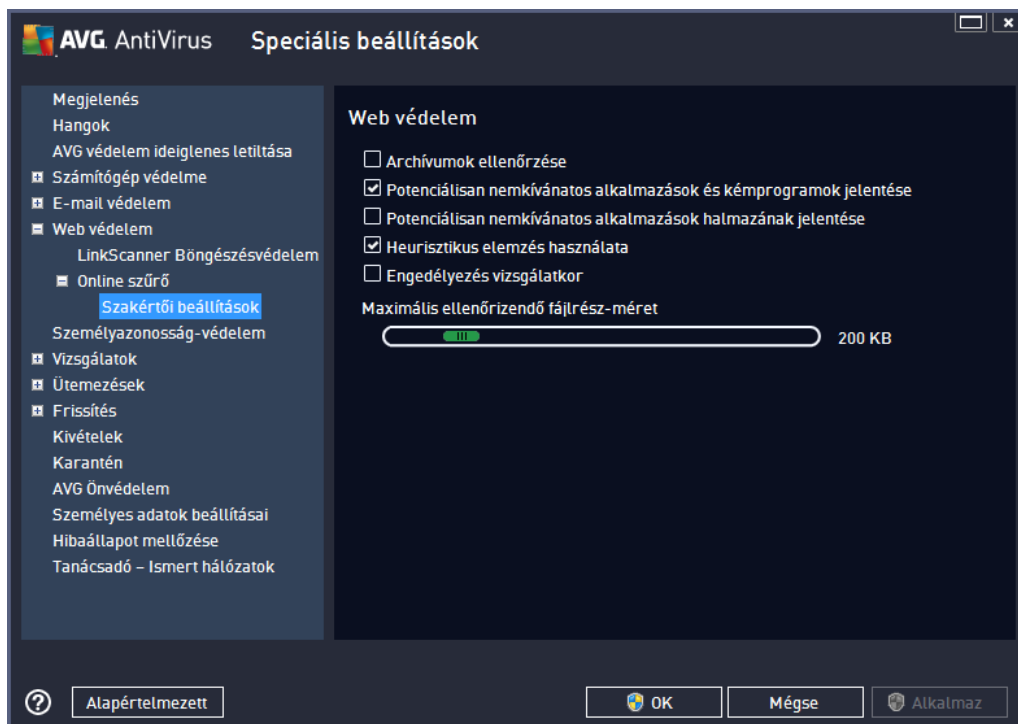 AVG. AntiVirus
Speciális beállítások
Megjelenés
Hangok
AVG védelem ideiglenes letiltása
Számítógép védelme
E-mail védelem
Web védelem
LinkScanner Böngészésvédelem
Online szűrő
Szakértői beállítások
Személyazonosság-védelem
Vizsgálatok
Ütemezések
Frissítés
Kivételek
Karantén
AVG Önvédelem
Személyes adatok beállításai
Hibaállapot mellőzése
Tanácsadó – Ismert hálózatok
Web védelem
Archívumok ellenőrzése
Potenciálisan nemkívánatos alkalmazások és kémprogramok jelentése
Potenciálisan nemkívánatos alkalmazások halmazának jelentése
Heurisztikus elemzés használata
Engedélyezés vizsgálatkor
Maximális ellenőrizendő fájlrész-méret
200 KB
Alapértelmezett
OK
Mégse
Alkalmaz